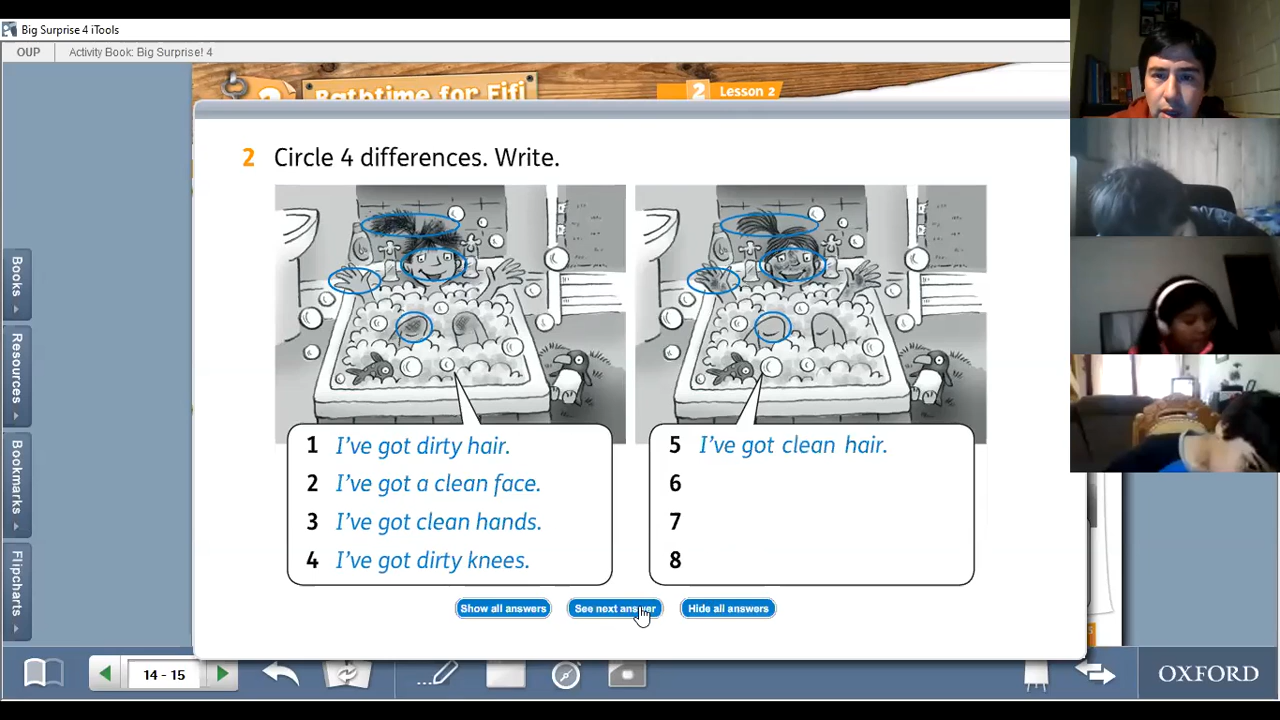 Big Surprise 4 iTools
OUP
Activity Book: Big Surprise! 4
Bathtime for Fifi
2 Lesson 2
2 Circle 4 differences. Write.
1 I've got dirty hair.
2 I've got a clean face.
3 I've got clean hands.
4 I've got dirty knees.
5 I've got clean hair.
6
7
8
Show all answers
See next answer
Hide all answers
Books
Resources
Bookmarks
Flipcharts
14 - 15
OXFORD